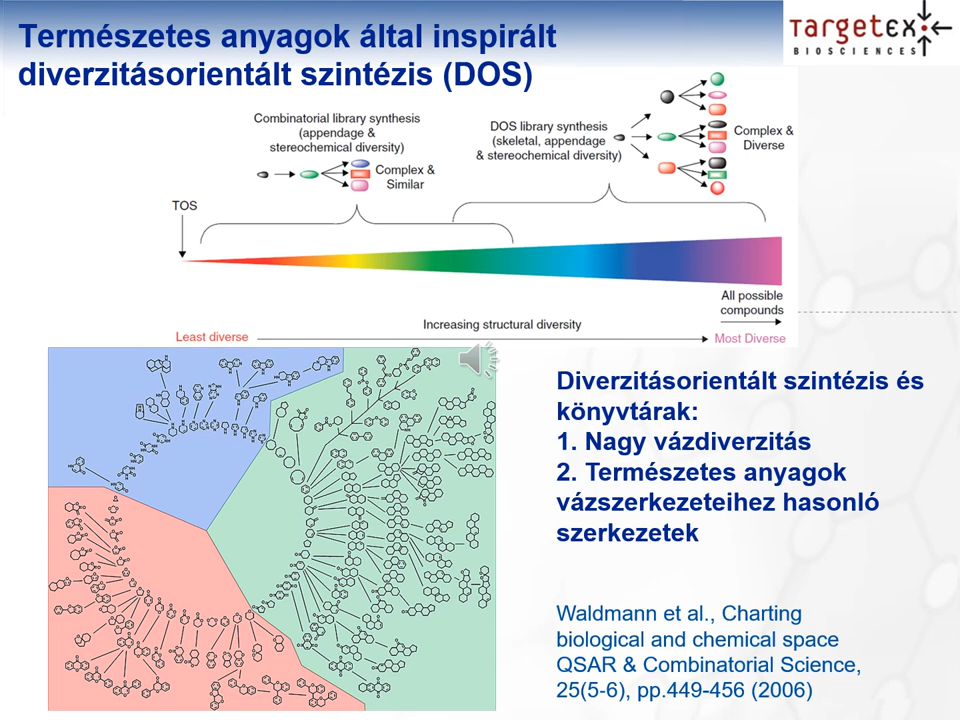 Természetes anyagok által inspirált
diverzitásorientált szintézis (DOS)
TARGETEX
BIOSCIENCES
Combinatorial library synthesis
(appendage &
stereochemical diversity)
Complex &
Similar
DOS library synthesis
(skeletal, appendage
& stereochemical diversity)
Complex &
Diverse
TOS
All possible
compounds
Increasing structural diversity
Least diverse
Most Diverse
Diverzitásorientált szintézis és
könyvtárak:
1. Nagy vázdiverzitás
2. Természetes anyagok
vázszerkezeteihez hasonló
szerkezetek
Waldmann et al., Charting
biological and chemical space
QSAR & Combinatorial Science,
25(5-6), pp.449-456 (2006)